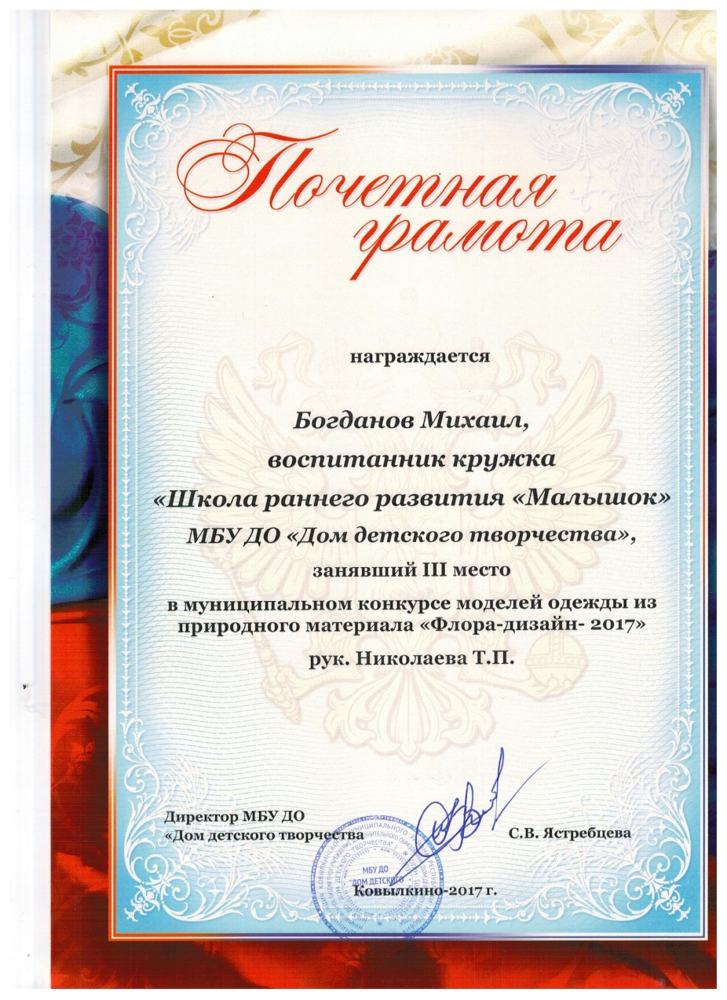 Почетная
грамота
награждается
Богданов Михаил,
воспитанник кружка
«Школа раннего развития «Малышок»
МБУ ДО «Дом детского творчества»,
занявший III место
в муниципальном конкурсе моделей одежды из
природного материала «Флора-дизайн- 2017»
рук. Николаева Т.П.
Директор МБУ ДО
«Дом детского творчества
С.В. Ястребцева
МБУ ДО
"ДОМ ДЕТСКОГО
Ковылкино-2017 г.